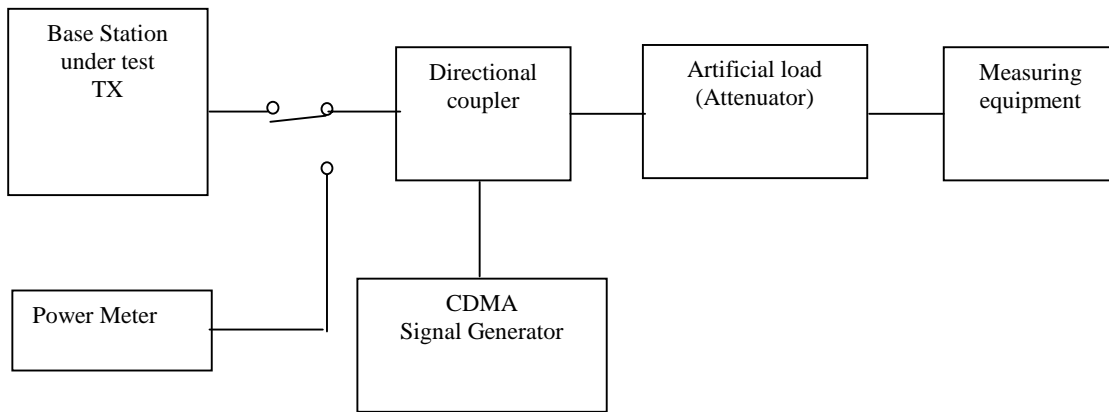 Base Station
under test
TX
Directional
coupler
Artificial load
(Attenuator)
Measuring
equipment
Power Meter
CDMA
Signal Generator